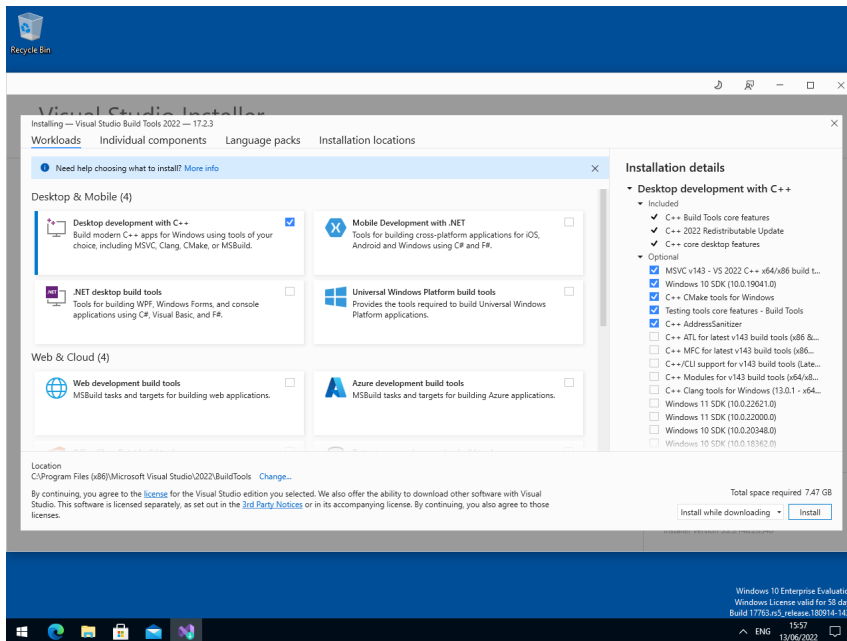 Recycle Bin
Visual Studio Installer
Installing — Visual Studio Build Tools 2022 — 17.2.3
Workloads Individual components Language packs Installation locations
Need help choosing what to install? More info
Desktop & Mobile (4)
Desktop development with C++
Build modern C++ apps for Windows using tools of your
choice, including MSVC, Clang, CMake, or MSBuild.
Mobile Development with .NET
Tools for building cross-platform applications for iOS,
Android and Windows using C# and F#.
.NET
.NET desktop build tools
Tools for building WPF, Windows Forms, and console
applications using C#, Visual Basic, and F#.
Universal Windows Platform build tools
Provides the tools required to build Universal Windows
Platform applications.
Web & Cloud (4)
Web development build tools
MSBuild tasks and targets for building web applications.
Azure development build tools
MSBuild tasks and targets for building Azure applications.
Installation details
Desktop development with C++
Included
C++ Build Tools core features
C++ 2022 Redistributable Update
C++ core desktop features
Optional
MSVC v143 - VS 2022 C++ x64/x86 build t...
Windows 10 SDK (10.0.19041.0)
C++ CMake tools for Windows
Testing tools core features - Build Tools
C++ AddressSanitizer
C++ ATL for latest v143 build tools (x86 &...
C++ MFC for latest v143 build tools (x86...
C++/CLI support for v143 build tools (Late...
C++ Modules for v143 build tools (x64/x8...
C++ Clang tools for Windows (13.0.1 - x64...
Windows 11 SDK (10.0.22621.0)
Windows 11 SDK (10.0.22000.0)
Windows 10 SDK (10.0.20348.0)
Windows 10 SDK (10.0.18362.0)
Location
C:\Program Files (x86)\Microsoft Visual Studio\2022\BuildTools Change...
By continuing, you agree to the license for the Visual Studio edition you selected. We also offer the ability to download other software with Visual
Studio. This software is licensed separately, as set out in the 3rd Party Notices or in its accompanying license. By continuing, you also agree to those
licenses.
Total space required 7.47 GB
Install while downloading Install
Windows 10 Enterprise Evaluatio
Windows License valid for 58 da
Build 17763.rs5_release.180914-14
ENG
15:57
13/06/2022